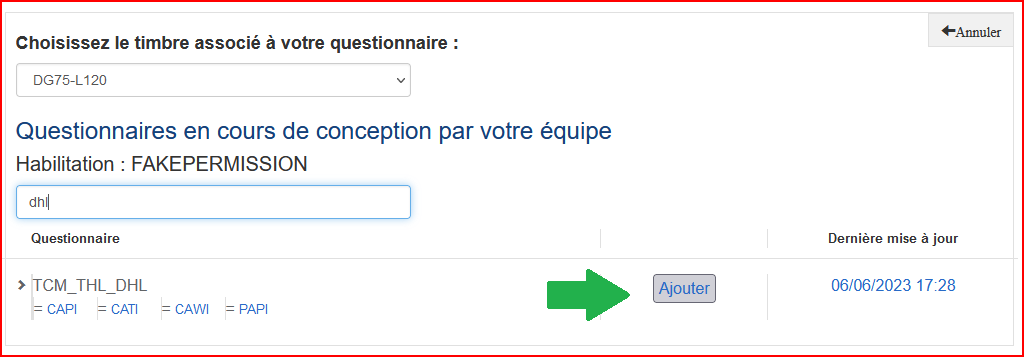 Annuler
Choisissez le timbre associé à votre questionnaire :
DG75-L120
Questionnaires en cours de conception par votre équipe
Habilitation : FAKEPERMISSION
dhl
Questionnaire Dernière mise à jour
TCM_THL_DHL Ajouter 06/06/2023 17:28
= CAPI = CATI = CAWI = PAPI